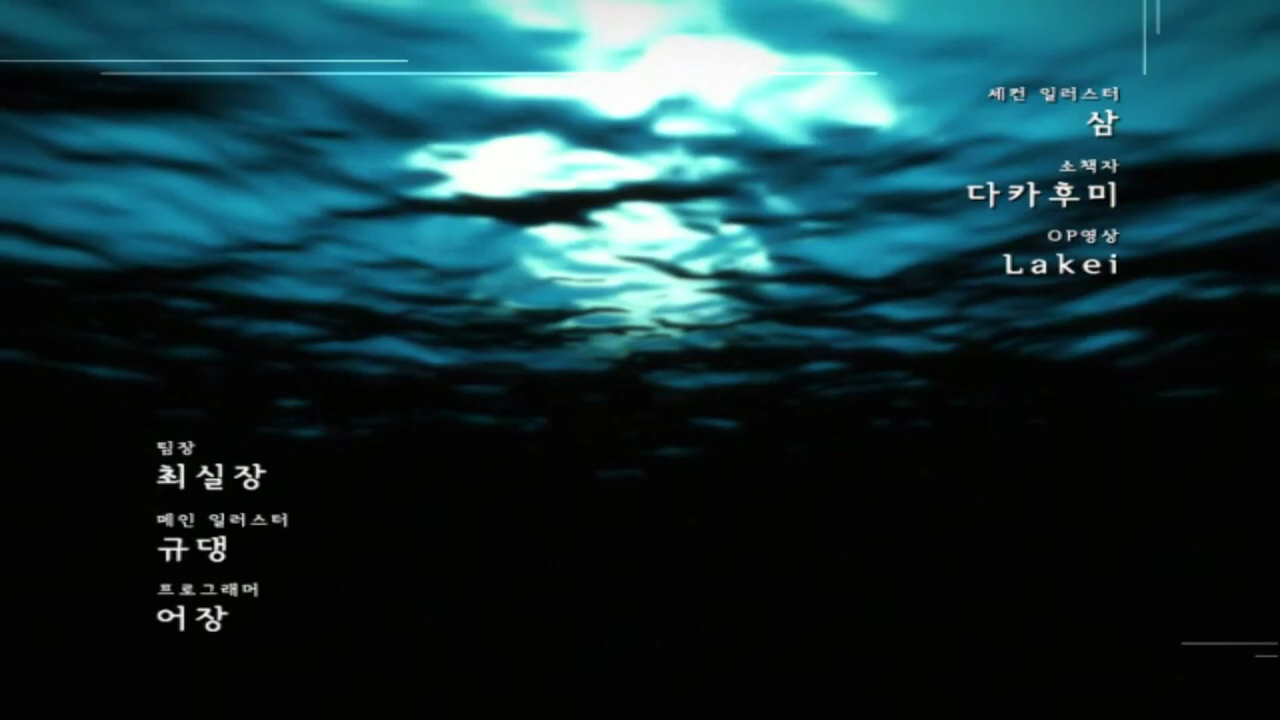 세컨 일러스터
삼
소책자
다카후미
OP영상
Lakei
팀장
최실장
메인 일러스터
규댕
프로그래머
어장